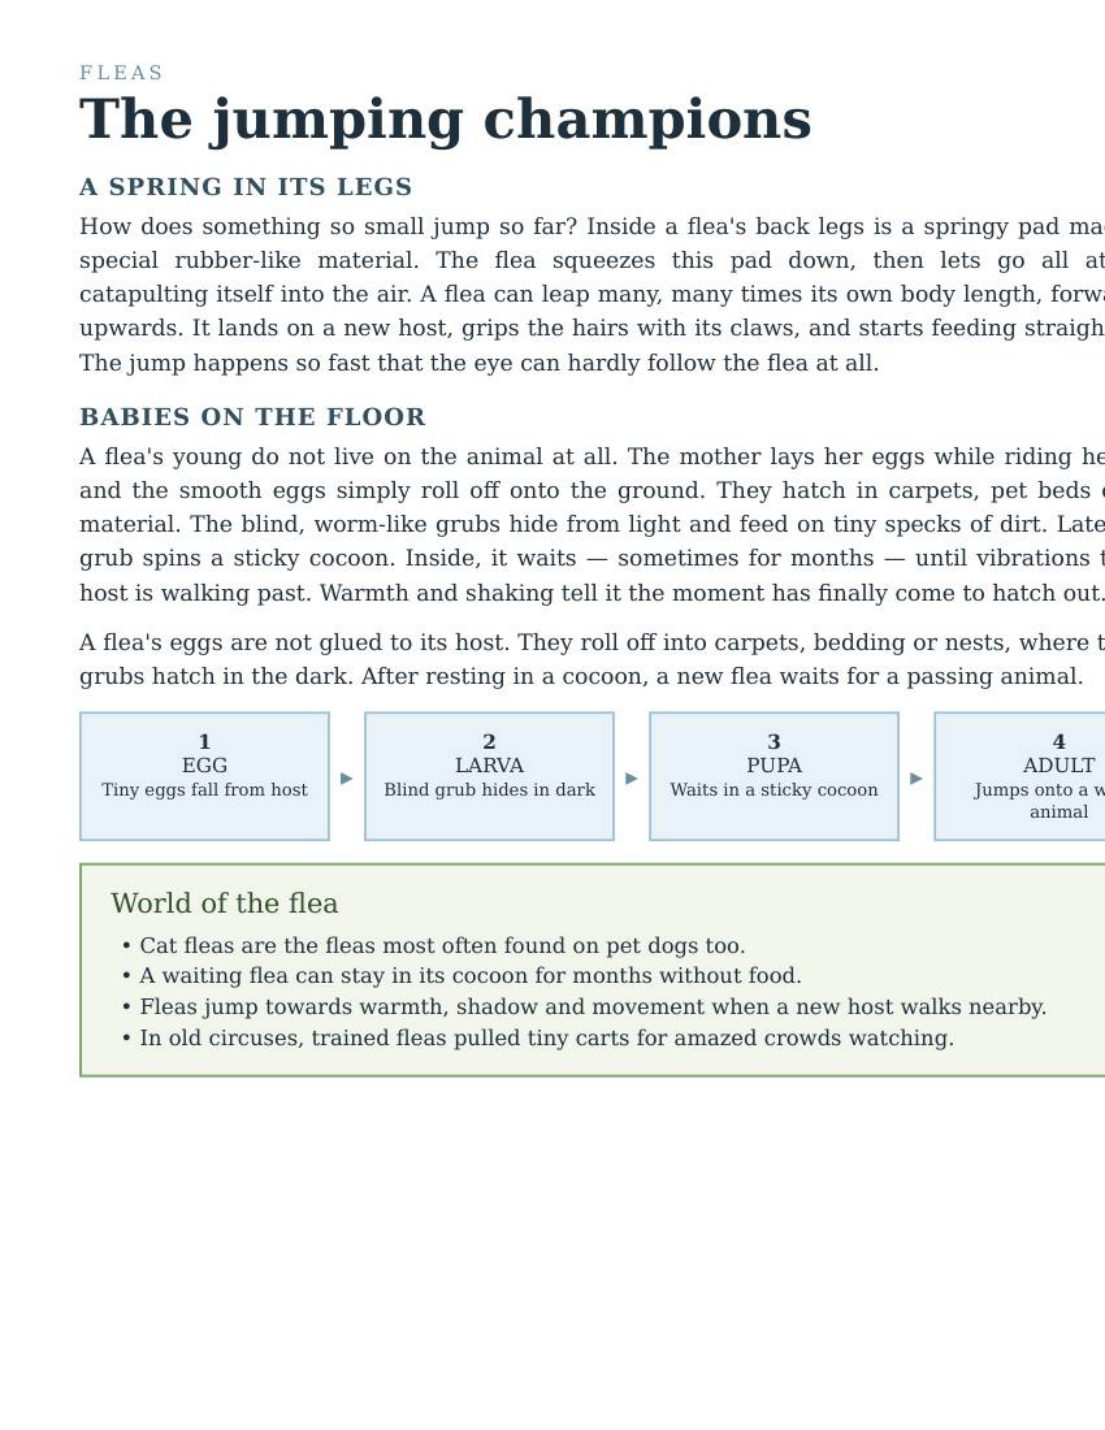 FLEAS
The jumping champions
A SPRING IN ITS LEGS
How does something so small jump so far? Inside a flea's back legs is a springy pad
special rubber-like material. The flea squeezes this pad down, then lets go all at
catapulting itself into the air. A flea can leap many, many times its own body length,
upwards. It lands on a new host, grips the hairs with its claws, and starts feeding
The jump happens so fast that the eye can hardly follow the flea at all.
BABIES ON THE FLOOR
A flea's young do not live on the animal at all. The mother lays her eggs while riding
and the smooth eggs simply roll off onto the ground. They hatch in carpets, pet beds
material. The blind, worm-like grubs hide from light and feed on tiny specks of dirt.
grub spins a sticky cocoon. Inside, it waits — sometimes for months — until vibrations
host is walking past. Warmth and shaking tell it the moment has finally come to hatch out.
A flea's eggs are not glued to its host. They roll off into carpets, bedding or nests, where
grubs hatch in the dark. After resting in a cocoon, a new flea waits for a passing animal.
1
EGG
Tiny eggs fall from host
▶
2
LARVA
Blind grub hides in dark
▶
3
PUPA
Waits in a sticky cocoon
▶
4
ADULT
Jumps onto a
animal
World of the flea
• Cat fleas are the fleas most often found on pet dogs too.
• A waiting flea can stay in its cocoon for months without food.
• Fleas jump towards warmth, shadow and movement when a new host walks nearby.
• In old circuses, trained fleas pulled tiny carts for amazed crowds watching.